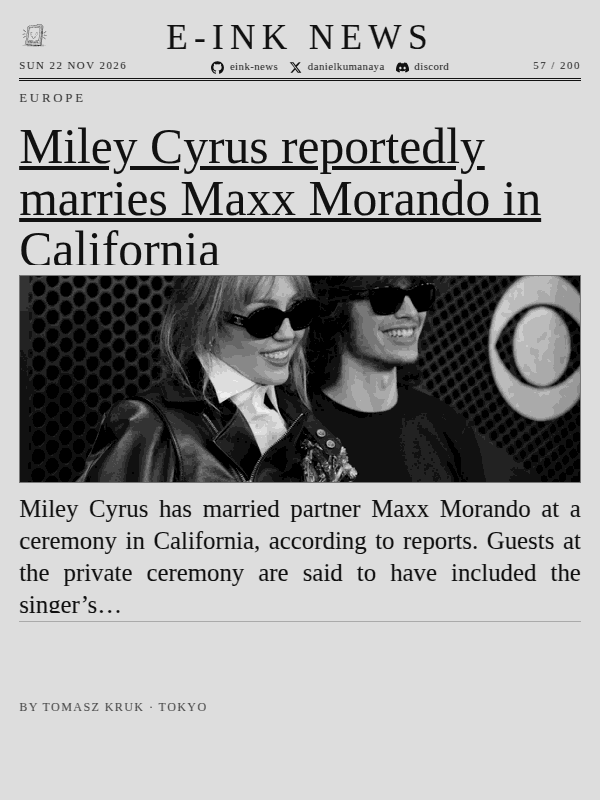 E-INK NEWS
SUN 22 NOV 2026
eink-news
danielkumanaya
discord
57 / 200
EUROPE
Miley Cyrus reportedly
marries Maxx Morando in
California
Miley Cyrus has married partner Maxx Morando at a
ceremony in California, according to reports. Guests at
the private ceremony are said to have included the
singer’s…
BY TOMASZ KRUK · TOKYO